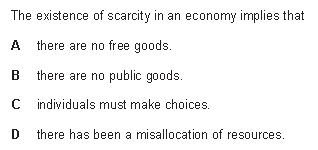 The existence of scarcity in an economy implies that
A there are no free goods.
B there are no public goods.
C individuals must make choices.
D there has been a misallocation of resources.